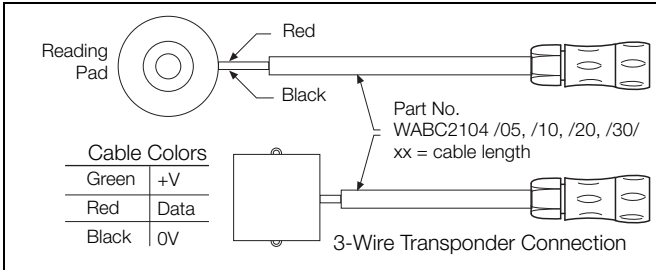 Red
Reading
Pad
Black
Part No.
WABC2104 /05, /10, /20, /30/
xx = cable length
Cable Colors
Green +V
Red Data
Black 0V
3-Wire Transponder Connection